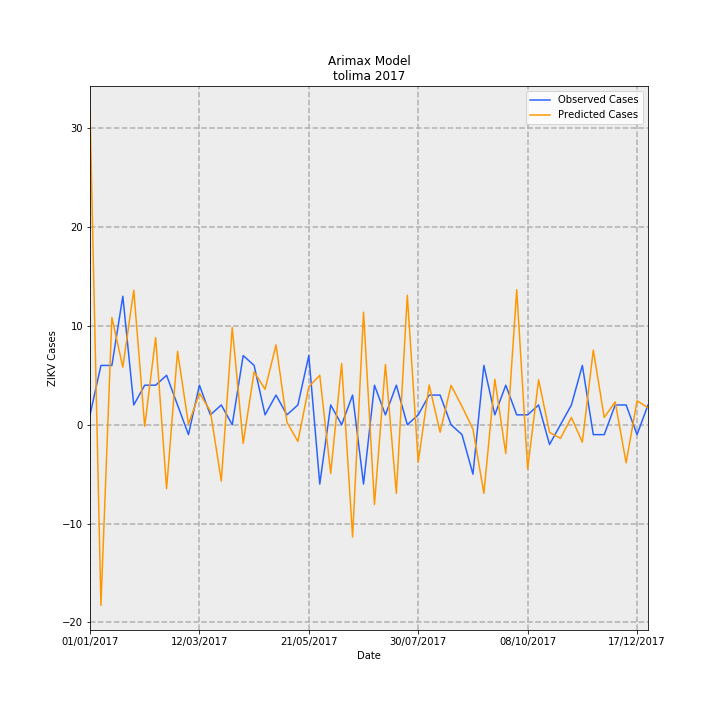 Arimax Model
tolima 2017
Observed Cases
Predicted Cases
ZIKV Cases
30
20
10
0
−10
−20
01/01/2017
12/03/2017
21/05/2017
30/07/2017
08/10/2017
17/12/2017
Date